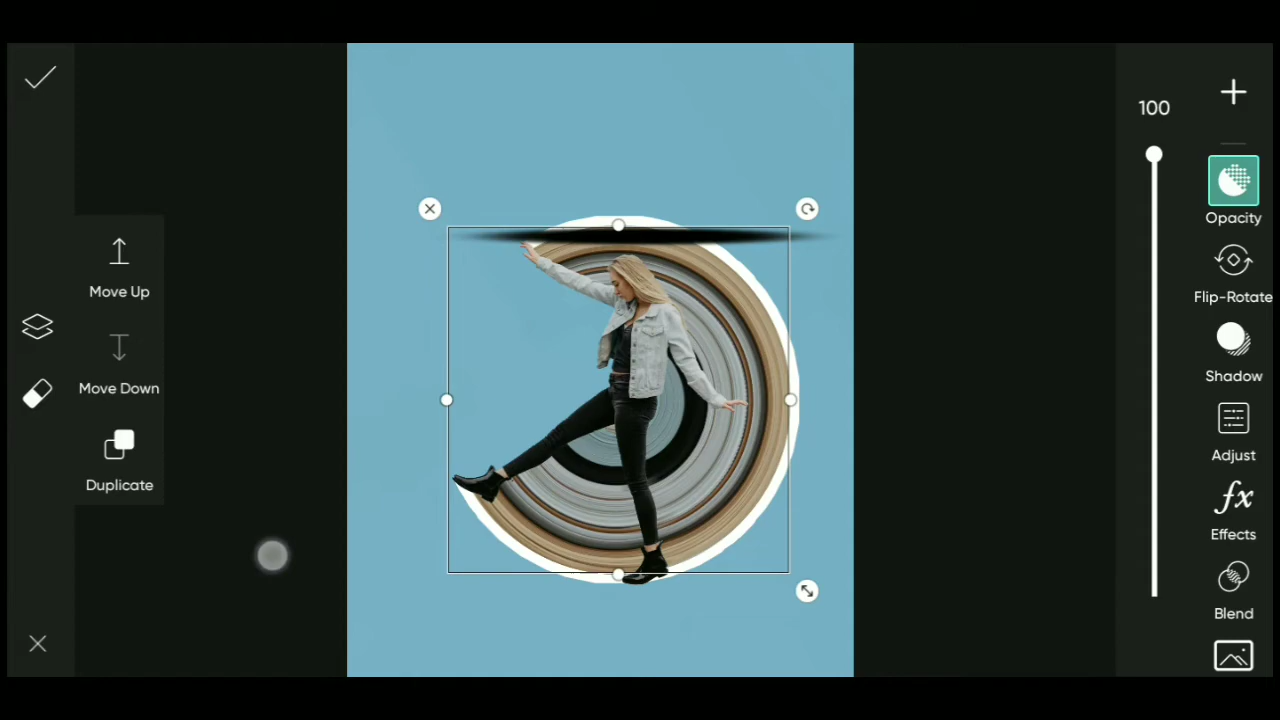 Move Up
Move Down
Duplicate
100
Opacity
Flip-Rotate
Shadow
Adjust
fx
Effects
Blend